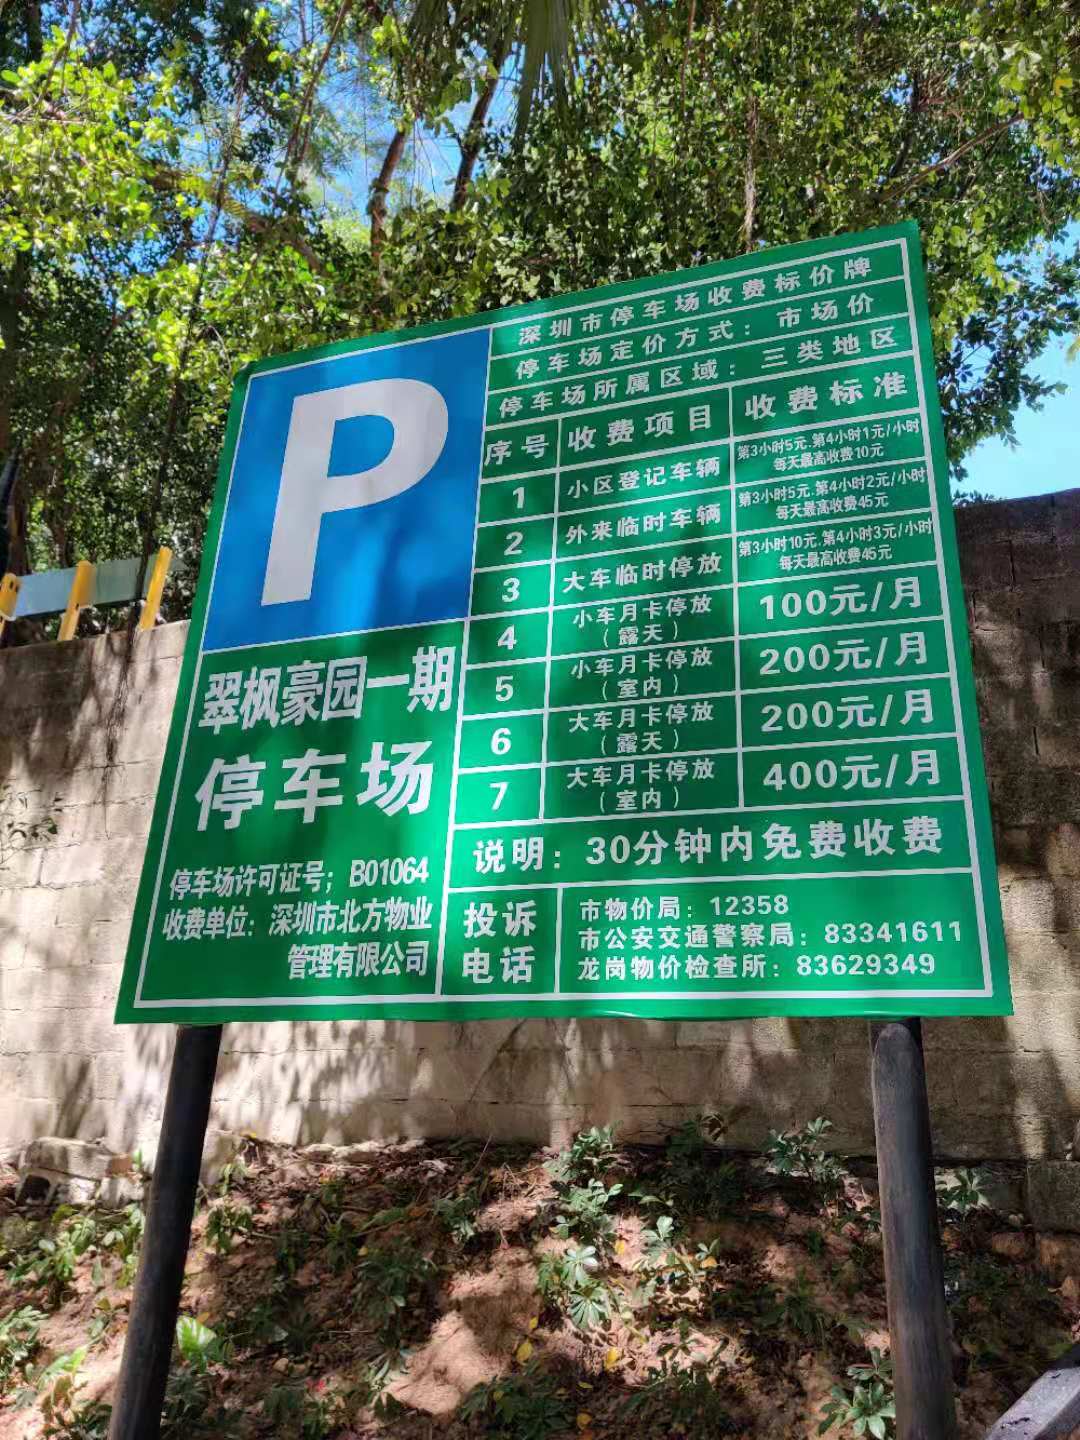 P
翠枫豪园一期
停车场
停车场许可证号；B01064
收费单位：深圳市北方物业
管理有限公司
深圳市停车场收费标价牌
停车场定价方式：市场价
停车场所属区域：三类地区
序号 收费项目 收费标准
1 小区登记车辆 第3小时5元.第4小时1元/小时
每天最高收费10元
2 外来临时车辆 第3小时5元.第4小时2元/小时
每天最高收费45元
3 大车临时停放 第3小时10元.第4小时3元/小时
每天最高收费45元
4 小车月卡停放
（露天） 100元/月
5 小车月卡停放
（室内） 200元/月
6 大车月卡停放
（露天） 200元/月
7 大车月卡停放
（室内） 400元/月
说明：30分钟内免费收费
投诉
电话
市物价局：12358
市公安交通警察局：83341611
龙岗物价检查所：83629349